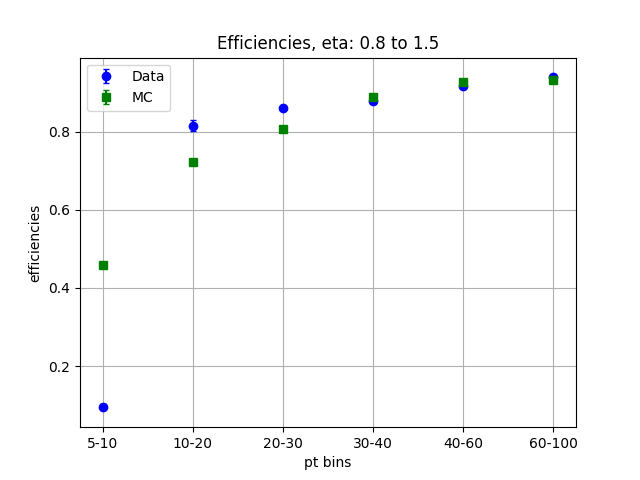 Efficiencies, eta: 0.8 to 1.5
Data
MC
0.8
0.6
0.4
0.2
efficiencies
5-10 10-20 20-30 30-40 40-60 60-100
pt bins